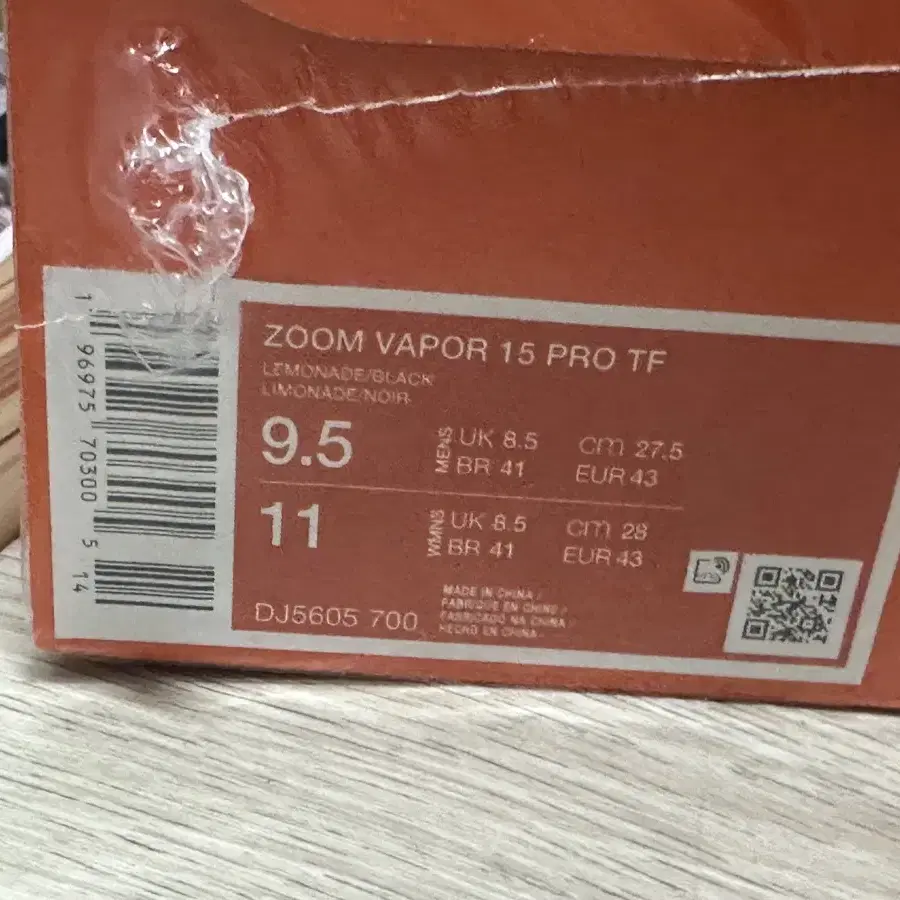 ZOOM VAPOR 15 PRO TF
LEMONADE/BLACK
LIMONADE/NOIR
9.5 MENS UK 8.5 cm 27.5
BR 41 EUR 43
11 WMNS UK 8.5 cm 28
BR 41 EUR 43
DJ5605 700
MADE IN CHINA /
FABRIQUE EN CHINE /
FABRICADO NA CHINA /
HECHO EN CHINA
1 96975 70300 5 14